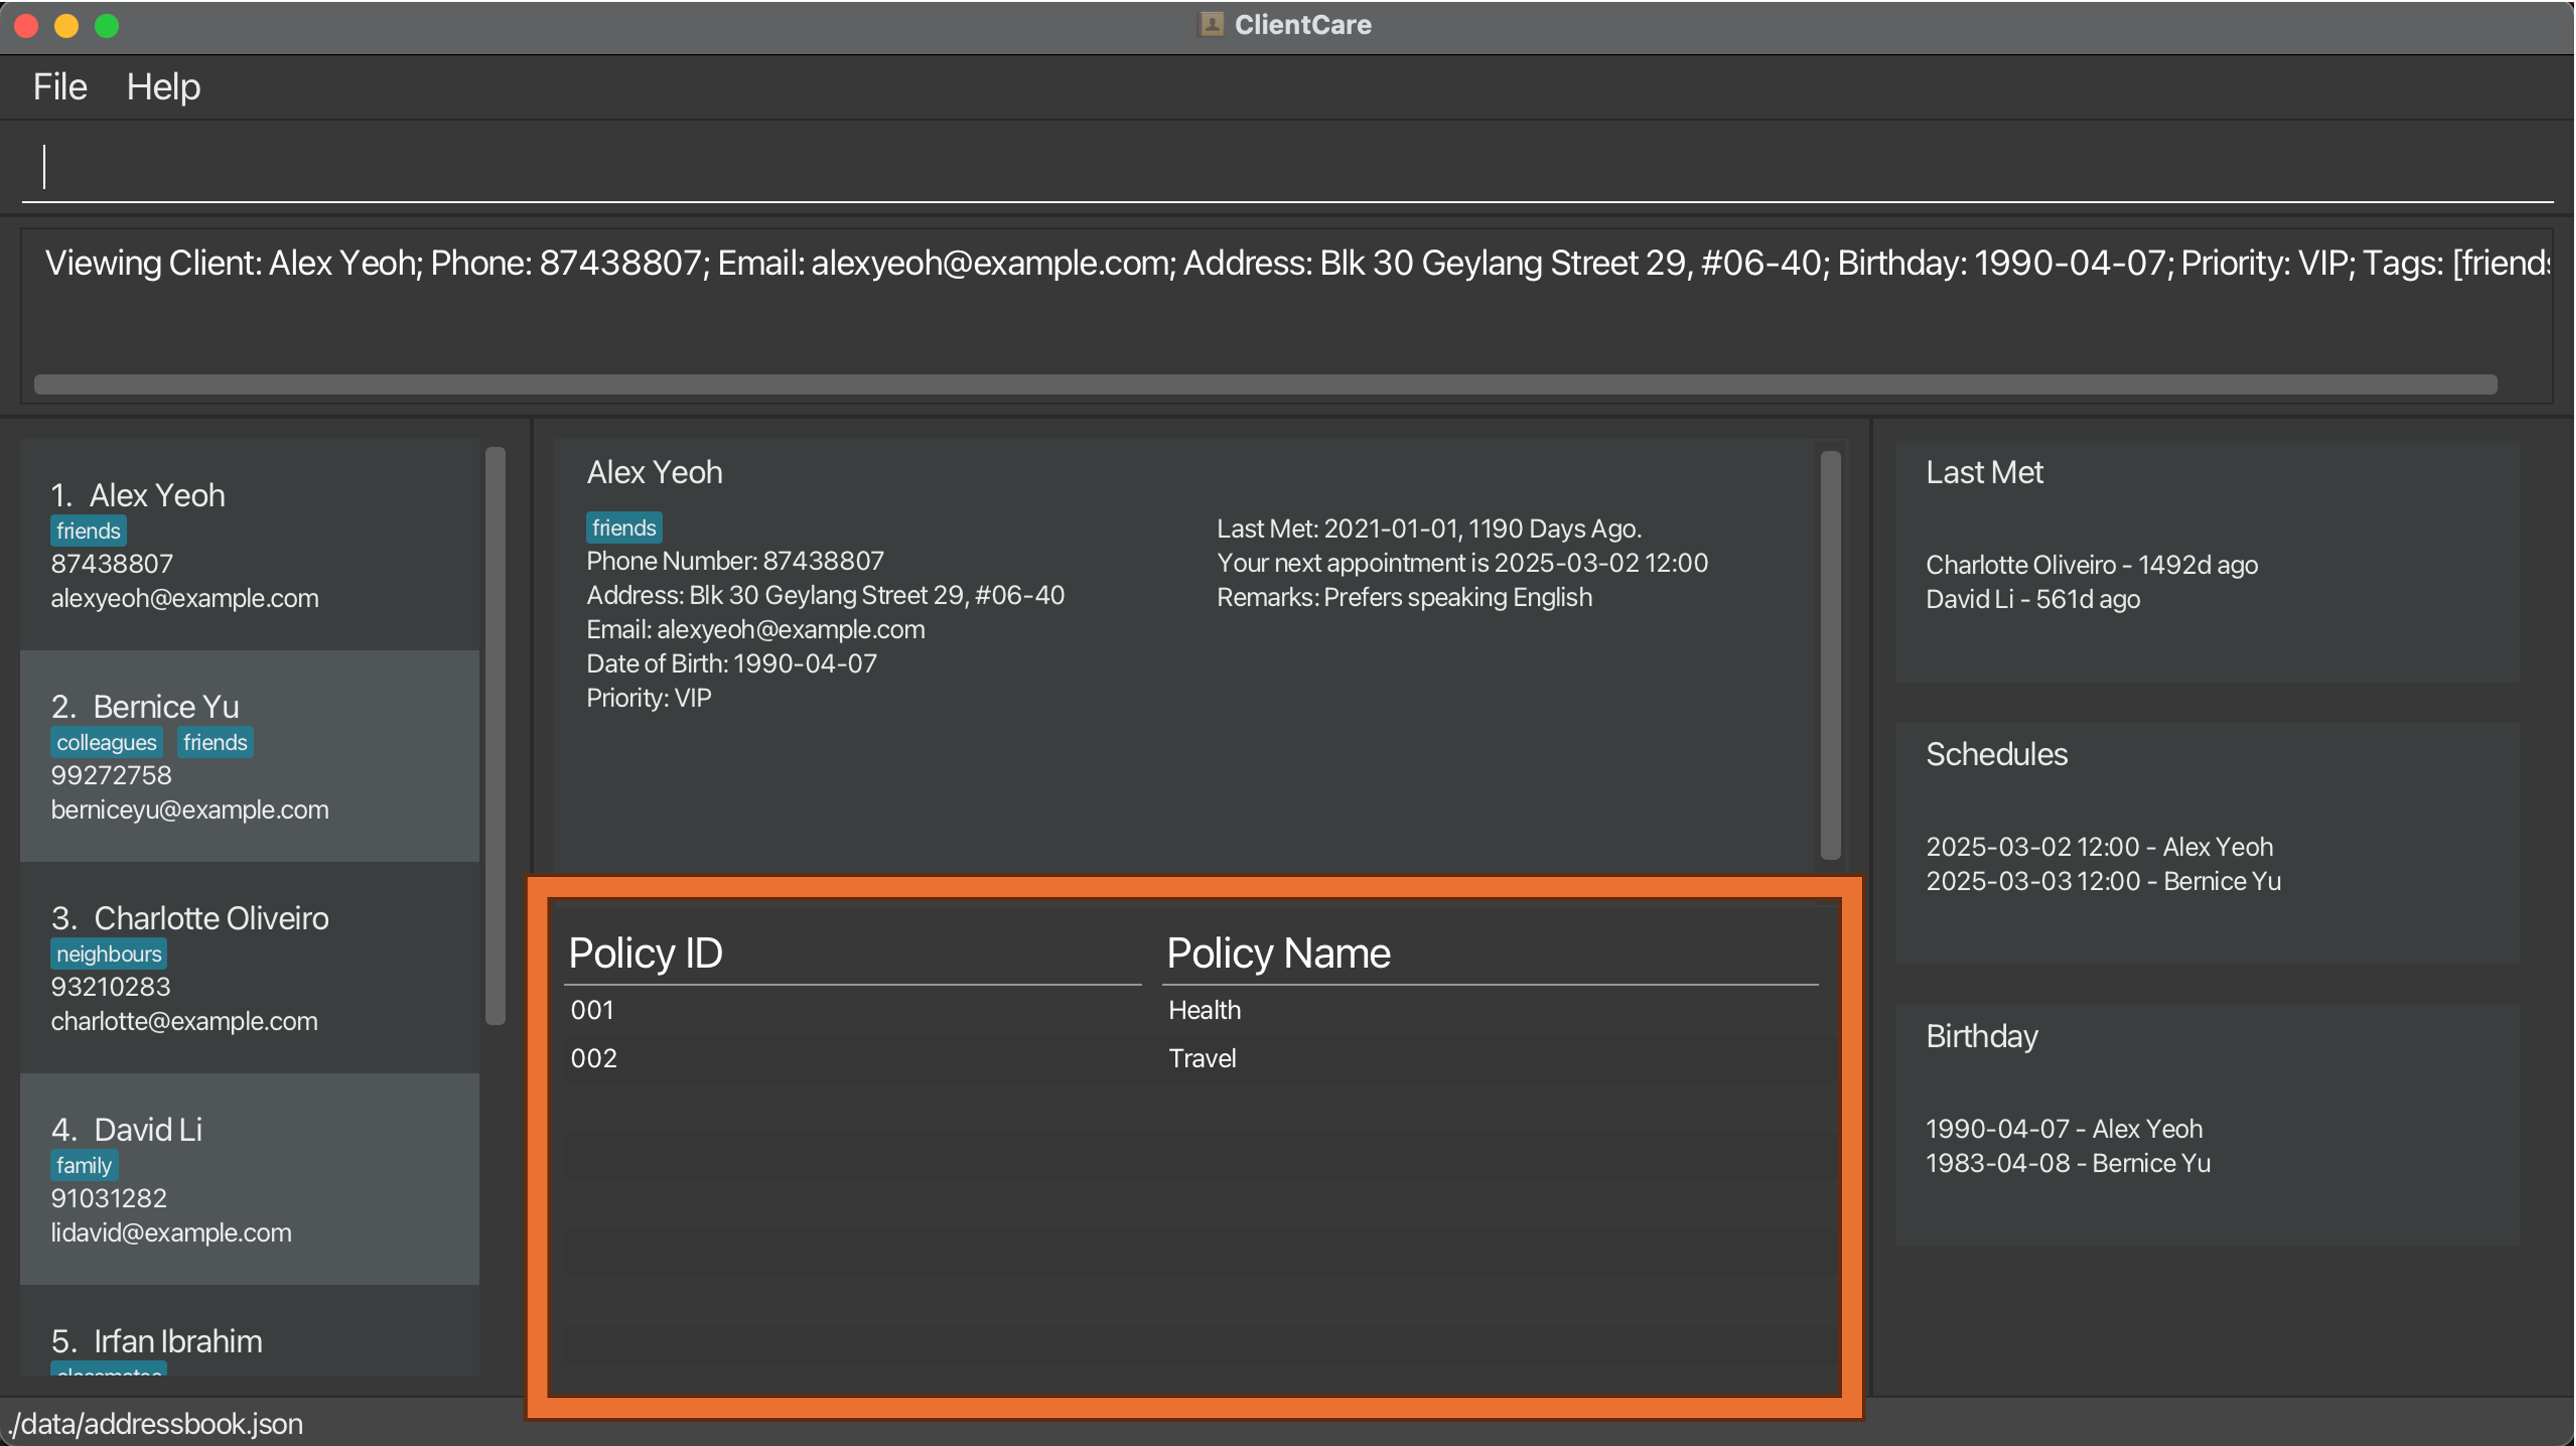 ClientCare
File Help
Viewing Client: Alex Yeoh; Phone: 87438807; Email: alexyeoh@example.com; Address: Blk 30 Geylang Street 29, #06-40; Birthday: 1990-04-07; Priority: VIP; Tags: [friends
1. Alex Yeoh
friends
87438807
alexyeoh@example.com
2. Bernice Yu
colleagues friends
99272758
berniceyu@example.com
3. Charlotte Oliveiro
neighbours
93210283
charlotte@example.com
4. David Li
family
91031282
lidavid@example.com
5. Irfan Ibrahim
classmates
Alex Yeoh
friends
Phone Number: 87438807
Address: Blk 30 Geylang Street 29, #06-40
Email: alexyeoh@example.com
Date of Birth: 1990-04-07
Priority: VIP
Last Met: 2021-01-01, 1190 Days Ago.
Your next appointment is 2025-03-02 12:00
Remarks: Prefers speaking English
Policy ID Policy Name
001 Health
002 Travel
Last Met
Charlotte Oliveiro - 1492d ago
David Li - 561d ago
Schedules
2025-03-02 12:00 - Alex Yeoh
2025-03-03 12:00 - Bernice Yu
Birthday
1990-04-07 - Alex Yeoh
1983-04-08 - Bernice Yu
./data/addressbook.json